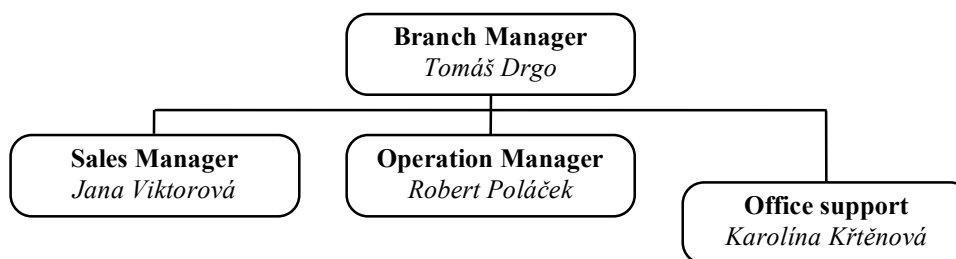 Branch Manager
Tomáš Drgo
Sales Manager
Jana Viktorová
Operation Manager
Robert Poláček
Office support
Karolína Křtěnová